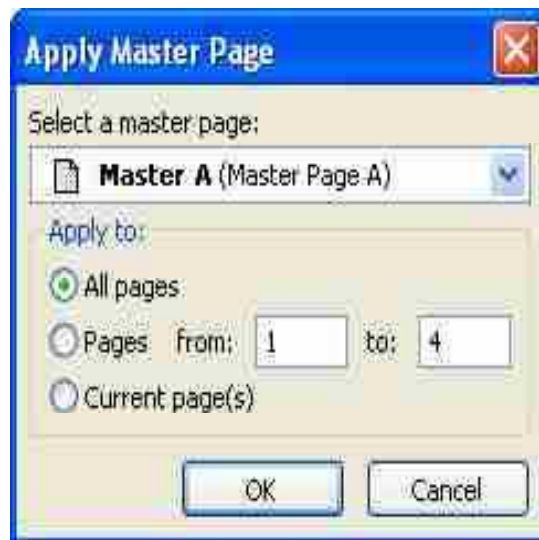 Apply Master Page
Select a master page:
Master A (Master Page A)
Apply to:
All pages
Pages from: 1 to: 4
Current page(s)
OK Cancel